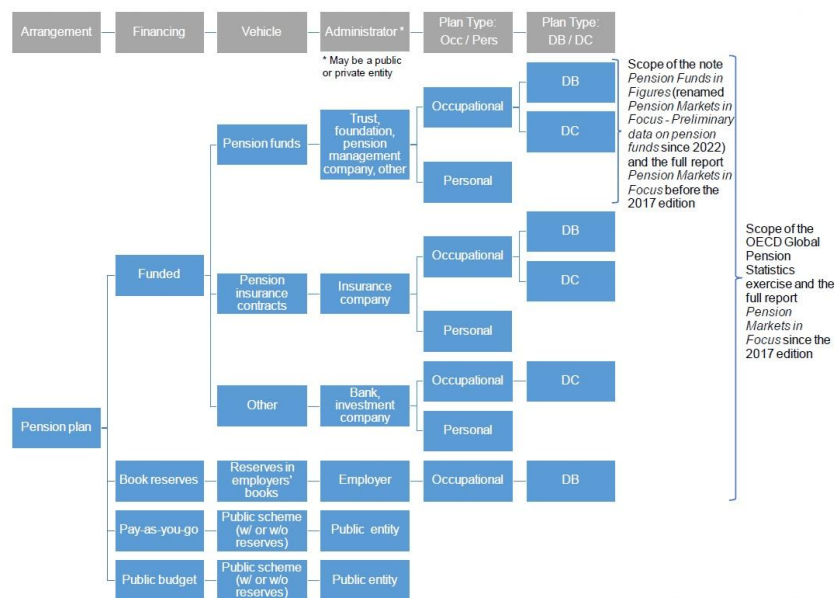 Arrangement
Financing
Vehicle
Administrator *
Plan Type:
Occ / Pers
Plan Type:
DB / DC
* May be a public
or private entity
Pension plan
Funded
Pension funds
Trust,
foundation,
pension
management
company, other
Occupational
DB
DC
Personal
Pension
insurance
contracts
Insurance
company
Occupational
DB
DC
Personal
Other
Bank,
investment
company
Occupational
DC
Personal
Book reserves
Reserves in
employers'
books
Employer
Occupational
DB
Pay-as-you-go
Public scheme
(w/ or w/o
reserves)
Public entity
Public budget
Public scheme
(w/ or w/o
reserves)
Public entity
Scope of the note
Pension Funds in
Figures (renamed
Pension Markets in
Focus - Preliminary
data on pension
funds since 2022) and
the full report
Pension Markets in
Focus before the
2017 edition
Scope of the
OECD Global
Pension
Statistics
exercise and the
full report
Pension
Markets in
Focus since the
2017 edition